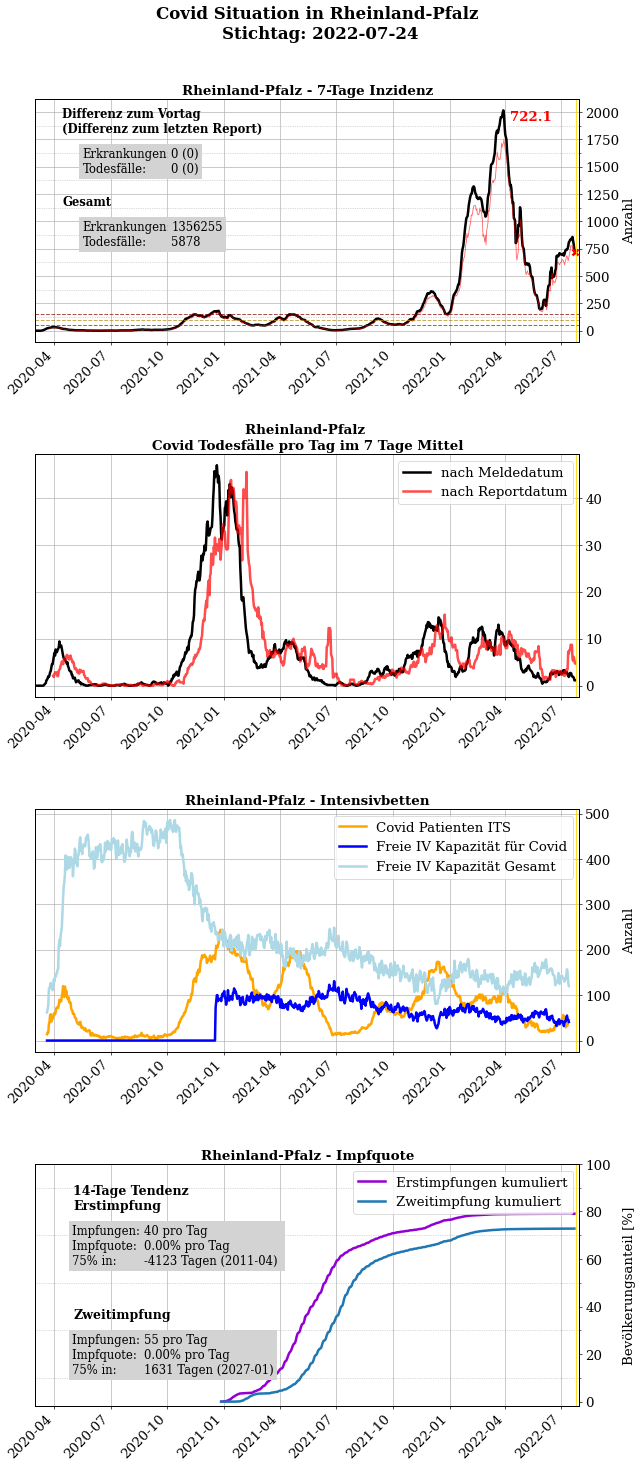 Covid Situation in Rheinland-Pfalz
Stichtag: 2022-07-24
Rheinland-Pfalz - 7-Tage Inzidenz
Differenz zum Vortag
(Differenz zum letzten Report)
Erkrankungen 0 (0)
Todesfälle: 0 (0)
Gesamt
Erkrankungen 1356255
Todesfälle: 5878
722.1
2000
1750
1500
1250
1000
750
500
250
0
Anzahl
2020-04 2020-07 2020-10 2021-01 2021-04 2021-07 2021-10 2022-01 2022-04 2022-07
Rheinland-Pfalz
Covid Todesfälle pro Tag im 7 Tage Mittel
nach Meldedatum
nach Reportdatum
40
30
20
10
0
2020-04 2020-07 2020-10 2021-01 2021-04 2021-07 2021-10 2022-01 2022-04 2022-07
Rheinland-Pfalz - Intensivbetten
Covid Patienten ITS
Freie IV Kapazität für Covid
Freie IV Kapazität Gesamt
500
400
300
200
100
0
Anzahl
2020-04 2020-07 2020-10 2021-01 2021-04 2021-07 2021-10 2022-01 2022-04 2022-07
Rheinland-Pfalz - Impfquote
14-Tage Tendenz
Erstimpfung
Impfungen: 40 pro Tag
Impfquote: 0.00% pro Tag
75% in: -4123 Tagen (2011-04)
Zweitimpfung
Impfungen: 55 pro Tag
Impfquote: 0.00% pro Tag
75% in: 1631 Tagen (2027-01)
Erstimpfungen kumuliert
Zweitimpfung kumuliert
100
80
60
40
20
0
Bevölkerungsanteil [%]
2020-04 2020-07 2020-10 2021-01 2021-04 2021-07 2021-10 2022-01 2022-04 2022-07